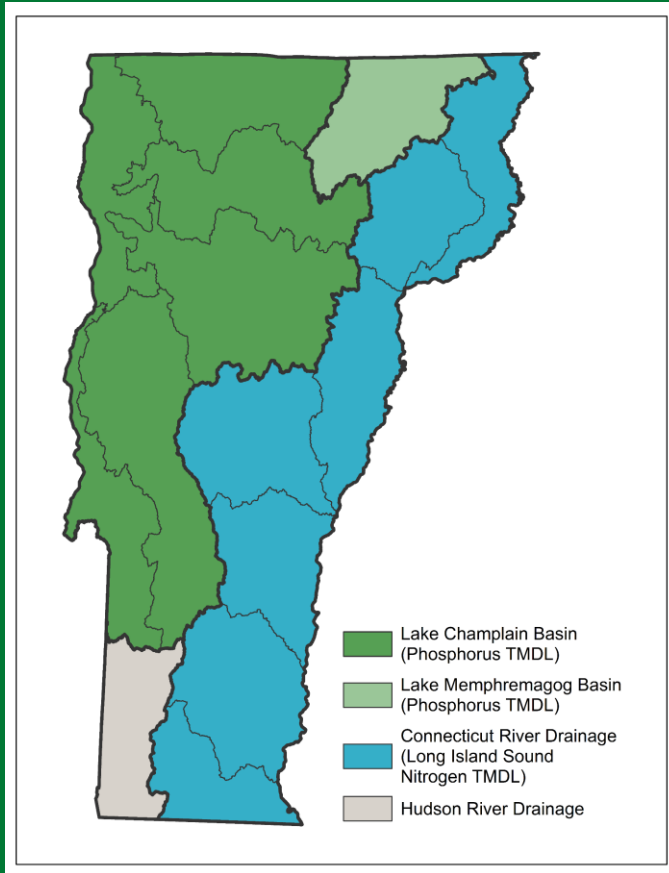 Lake Champlain Basin
(Phosphorus TMDL)
Lake Memphremagog Basin
(Phosphorus TMDL)
Connecticut River Drainage
(Long Island Sound
Nitrogen TMDL)
Hudson River Drainage